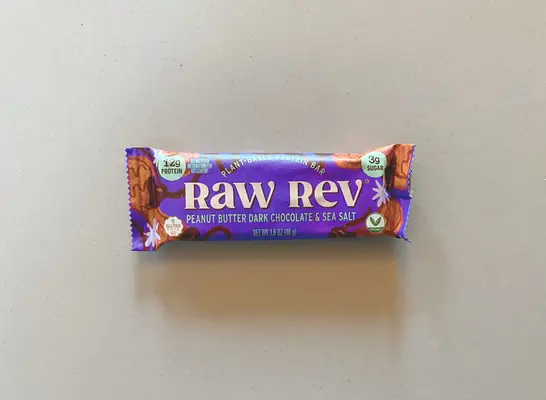 12g
PROTEIN
PLANT-BASED PROTEIN BAR
3g
SUGAR
RAW REV
PEANUT BUTTER DARK CHOCOLATE & SEA SALT
NET WT. 1.6 OZ (46 g)